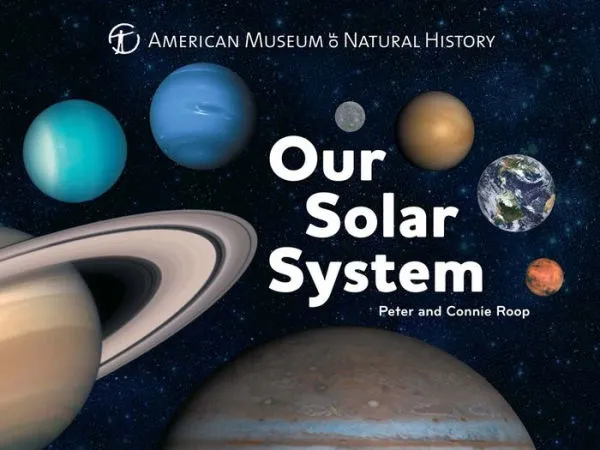 AMERICAN MUSEUM OF NATURAL HISTORY
Our
Solar
System
Peter and Connie Roop